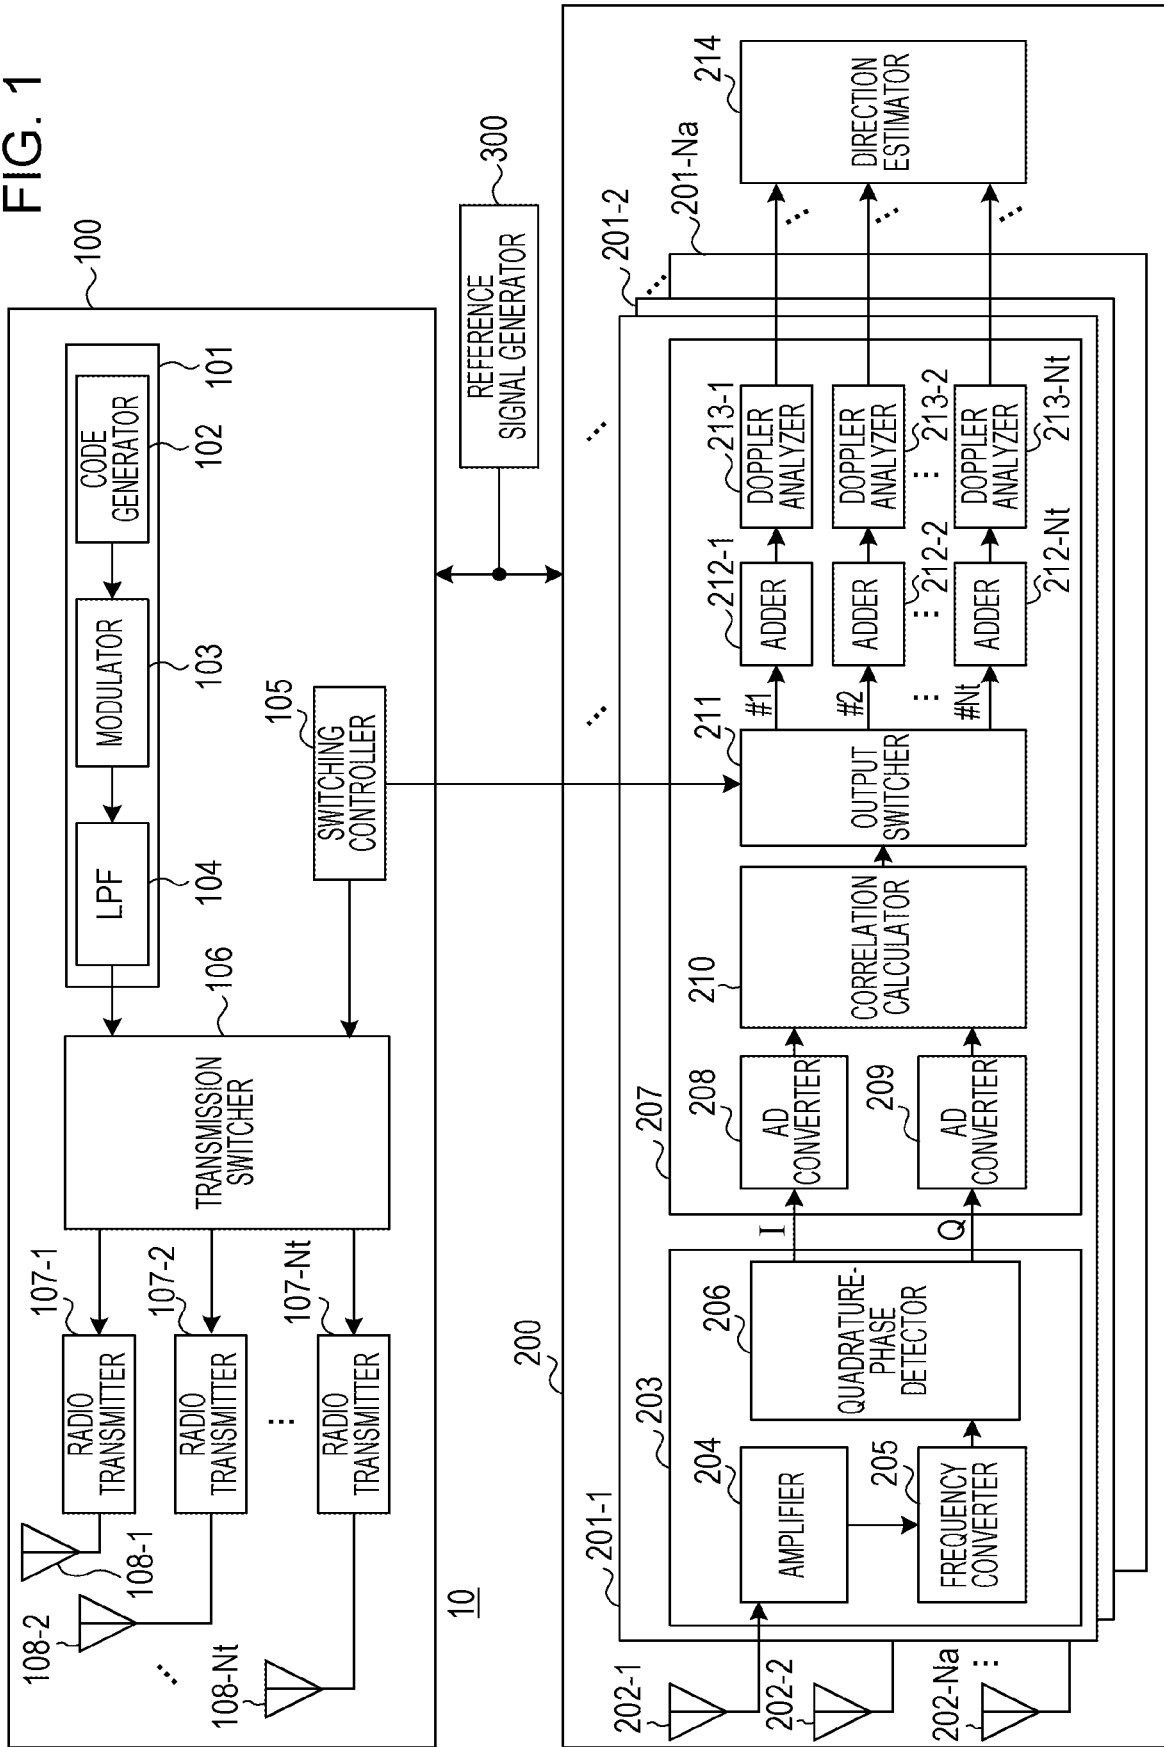 FIG. 1
100
101
CODE
GENERATOR
102
MODULATOR
103
LPF
104
SWITCHING
CONTROLLER
105
TRANSMISSION
SWITCHER
106
RADIO
TRANSMITTER
107-1
RADIO
TRANSMITTER
107-2
RADIO
TRANSMITTER
107-Nt
108-1
108-2
108-Nt
10
REFERENCE
SIGNAL GENERATOR
300
200
201-1
201-2
201-Na
202-1
202-2
202-Na
203
AMPLIFIER
204
FREQUENCY
CONVERTER
205
QUADRATURE-
PHASE
DETECTOR
206
I
Q
207
AD
CONVERTER
208
AD
CONVERTER
209
CORRELATION
CALCULATOR
210
OUTPUT
SWITCHER
211
#1
#2
#Nt
ADDER
212-1
ADDER
212-2
ADDER
212-Nt
DOPPLER
ANALYZER
213-1
DOPPLER
ANALYZER
213-2
DOPPLER
ANALYZER
213-Nt
DIRECTION
ESTIMATOR
214